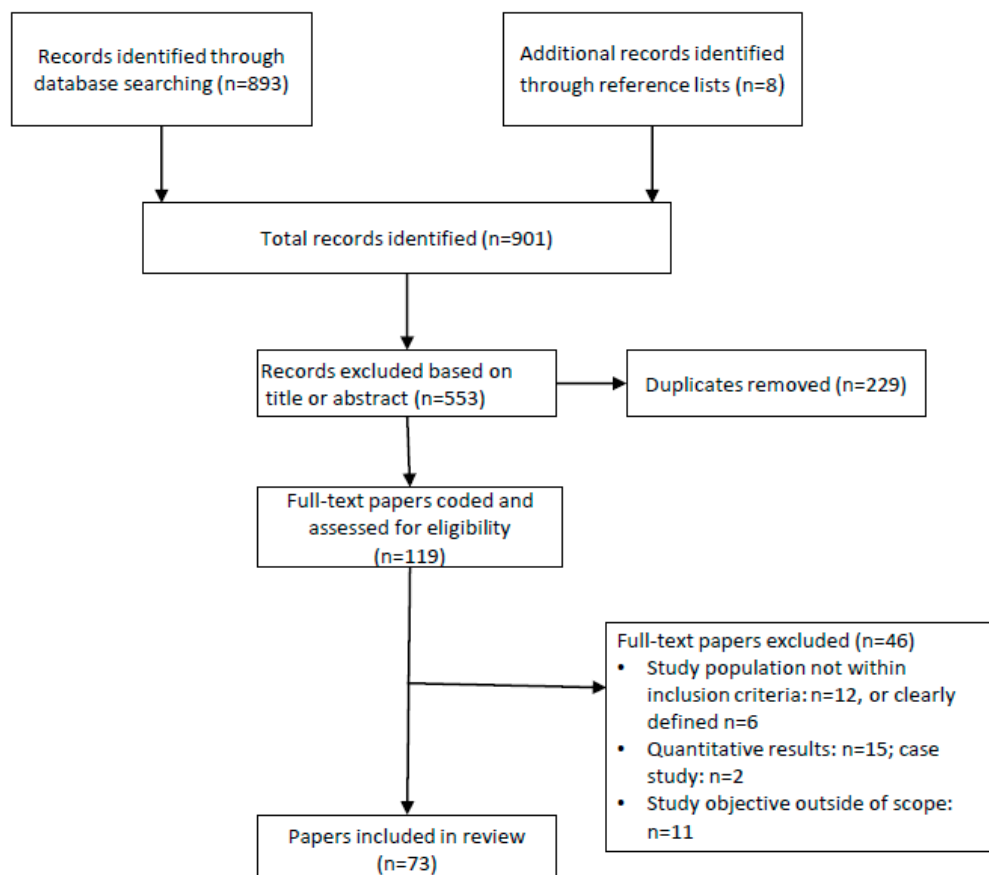 Records identified through
database searching (n=893)
Additional records identified
through reference lists (n=8)
Total records identified (n=901)
Records excluded based on
title or abstract (n=553)
Duplicates removed (n=229)
Full-text papers coded and
assessed for eligibility
(n=119)
Full-text papers excluded (n=46)
• Study population not within
inclusion criteria: n=12, or clearly
defined n=6
• Quantitative results: n=15; case
study: n=2
• Study objective outside of scope:
n=11
Papers included in review
(n=73)